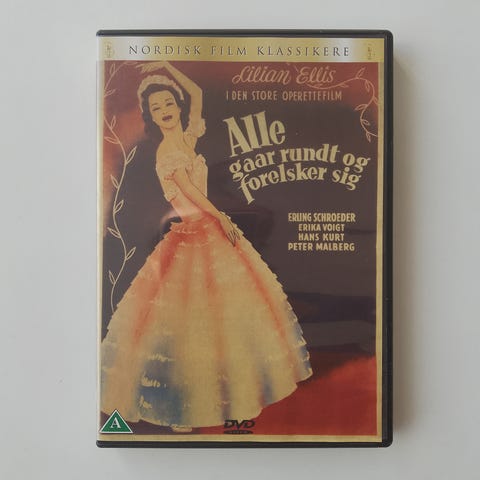 NORDISK FILM KLASSIKERE
Lilian Ellis
I DEN STORE OPERETTEFILM
Alle
gaar rundt og
forelsker sig
ERLING SCHROEDER
ERIKA VOIGT
HANS KURT
PETER MALBERG
A
DVD
VIDEO